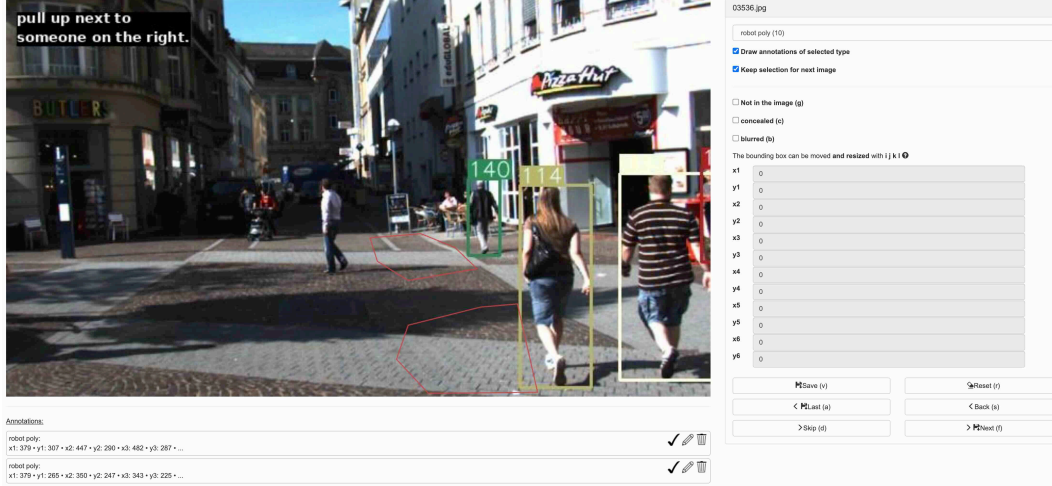 pull up next to
someone on the right.
BUTLERS
Pizza Hut
140
114
03536.jpg
robot poly (10)
Draw annotations of selected type
Keep selection for next image
Not in the image (g)
concealed (c)
blurred (b)
The bounding box can be moved and resized with i j k l
x1 0
y1 0
x2 0
y2 0
x3 0
y3 0
x4 0
y4 0
x5 0
y5 0
x6 0
y6 0
Save (v)
Reset (r)
Last (a)
Back (s)
Skip (d)
Next (f)
Annotations:
robot poly:
x1: 379 • y1: 307 • x2: 447 • y2: 290 • x3: 482 • y3: 287 • ...
robot poly:
x1: 379 • y1: 265 • x2: 350 • y2: 247 • x3: 343 • y3: 225 • ...